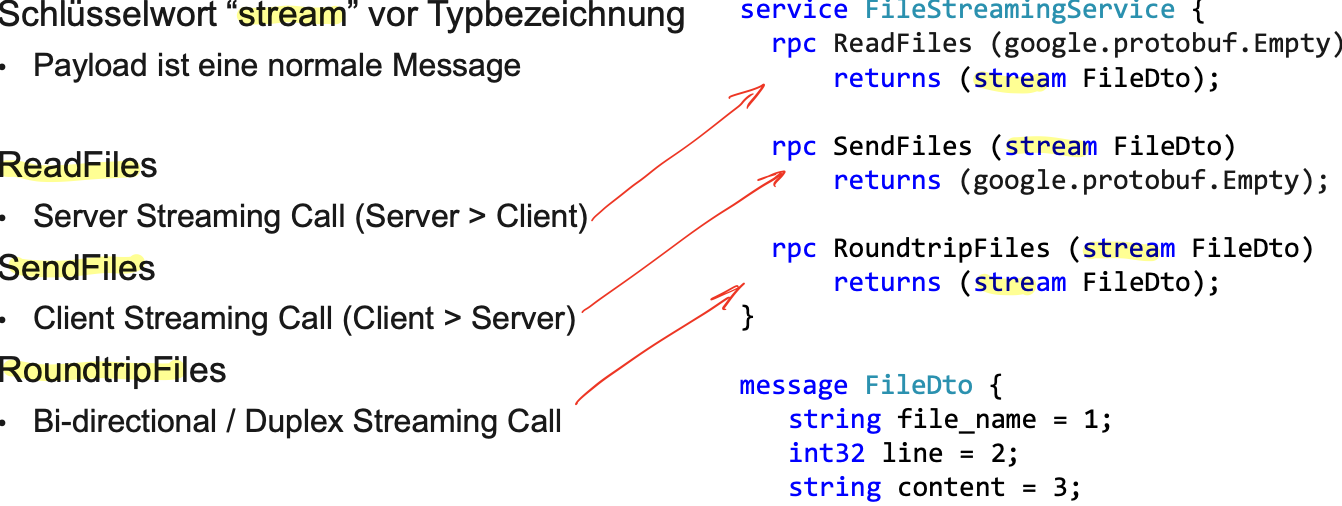 Schlüsselwort “stream” vor Typbezeichnung
• Payload ist eine normale Message
ReadFiles
• Server Streaming Call (Server > Client)
SendFiles
• Client Streaming Call (Client > Server)
RoundtripFiles
• Bi-directional / Duplex Streaming Call
service FileStreamingService {
rpc ReadFiles (google.protobuf.Empty)
returns (stream FileDto);
rpc SendFiles (stream FileDto)
returns (google.protobuf.Empty);
rpc RoundtripFiles (stream FileDto)
returns (stream FileDto);
}
message FileDto {
string file_name = 1;
int32 line = 2;
string content = 3;